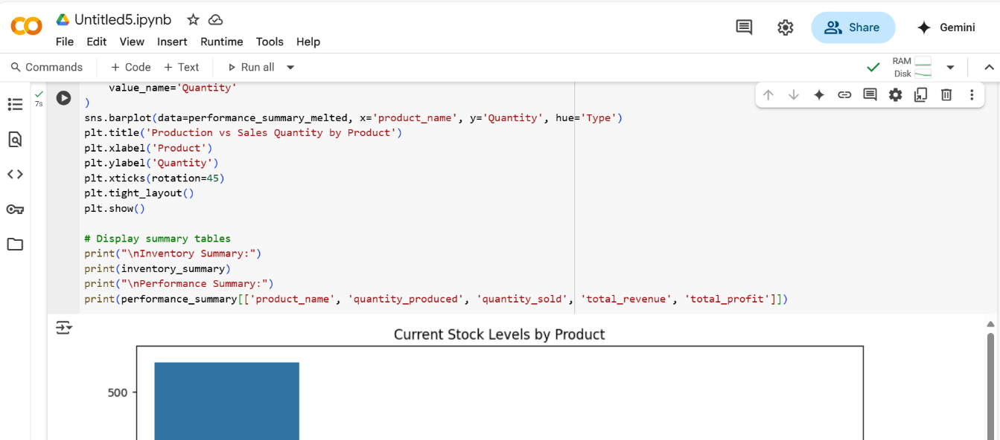 Untitled5.ipynb
File Edit View Insert Runtime Tools Help
Share
Gemini
Commands + Code + Text Run all
RAM
Disk
7s
    value_name='Quantity'
)
sns.barplot(data=performance_summary_melted, x='product_name', y='Quantity', hue='Type')
plt.title('Production vs Sales Quantity by Product')
plt.xlabel('Product')
plt.ylabel('Quantity')
plt.xticks(rotation=45)
plt.tight_layout()
plt.show()
# Display summary tables
print("\nInventory Summary:")
print(inventory_summary)
print("\nPerformance Summary:")
print(performance_summary[['product_name', 'quantity_produced', 'quantity_sold', 'total_revenue', 'total_profit']])
Current Stock Levels by Product
500